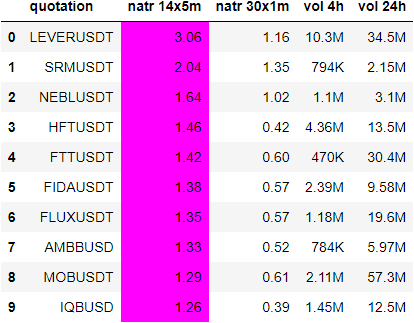 quotation natr 14x5m natr 30x1m vol 4h vol 24h
0 LEVERUSDT 3.06 1.16 10.3M 34.5M
1 SRMUSDT 2.04 1.35 794K 2.15M
2 NEBLUSDT 1.64 1.02 1.1M 3.1M
3 HFTUSDT 1.46 0.42 4.36M 13.5M
4 FTTUSDT 1.42 0.60 470K 30.4M
5 FIDAUSDT 1.38 0.57 2.39M 9.58M
6 FLUXUSDT 1.35 0.57 1.18M 19.6M
7 AMBBUSD 1.33 0.52 784K 5.97M
8 MOBUSDT 1.29 0.61 2.11M 57.3M
9 IQBUSD 1.26 0.39 1.45M 12.5M